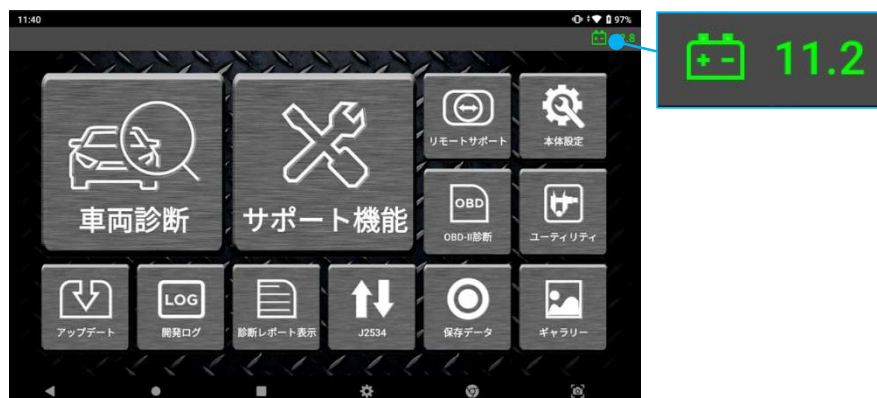 11:40
97%
11.2
リモートサポート
本体設定
車両診断
サポート機能
OBD
OBD-II診断
ユーティリティ
LOG
アップデート
開発ログ
診断レポート表示
J2534
保存データ
ギャラリー